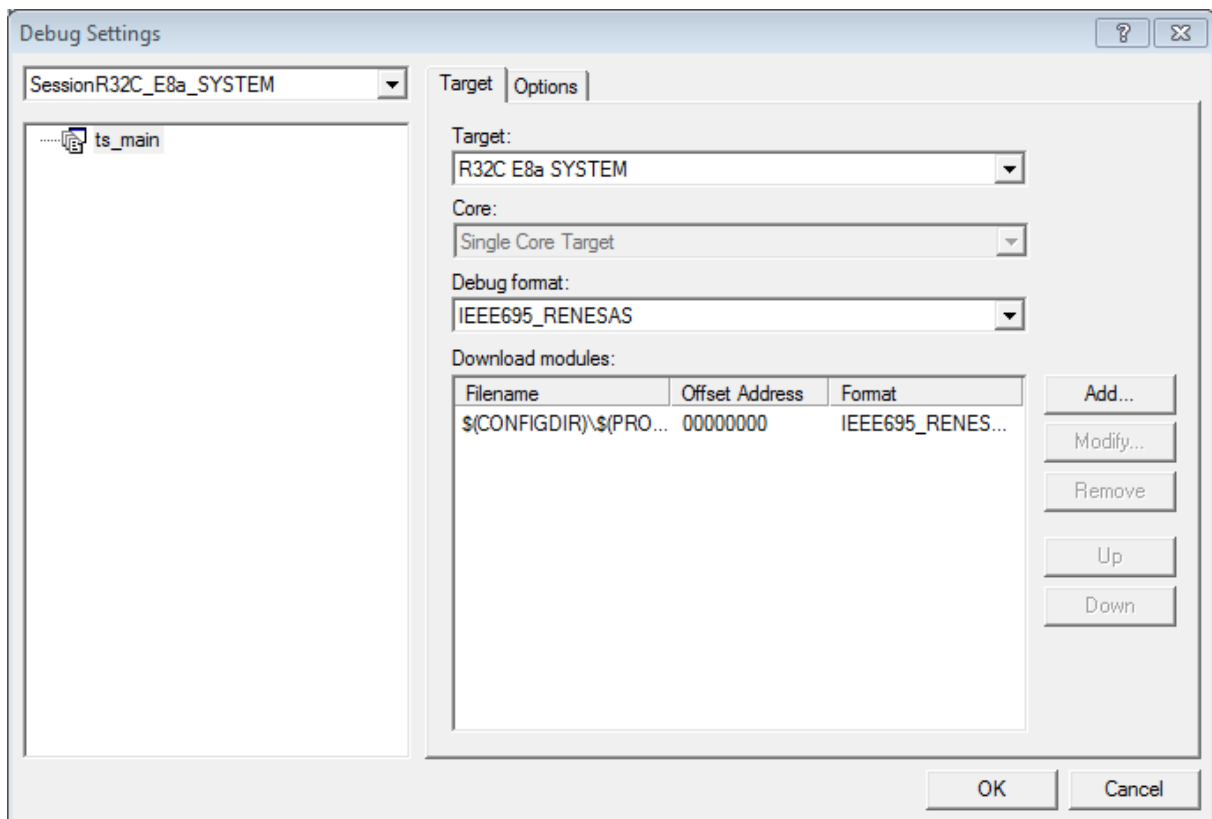 Debug Settings
SessionR32C_E8a_SYSTEM
ts_main
Target Options
Target:
R32C E8a SYSTEM
Core:
Single Core Target
Debug format:
IEEE695_RENESAS
Download modules:
Filename Offset Address Format
$(CONFIGDIR)\$(PRO... 00000000 IEEE695_RENES...
Add...
Modify...
Remove
Up
Down
OK Cancel